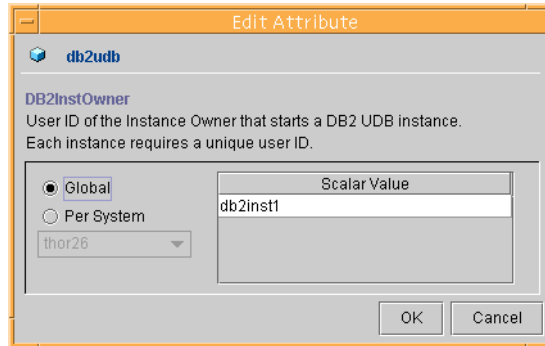 Edit Attribute
db2udb
DB2InstOwner
User ID of the Instance Owner that starts a DB2 UDB instance.
Each instance requires a unique user ID.
Global
Per System
thor26
Scalar Value
db2inst1
OK
Cancel